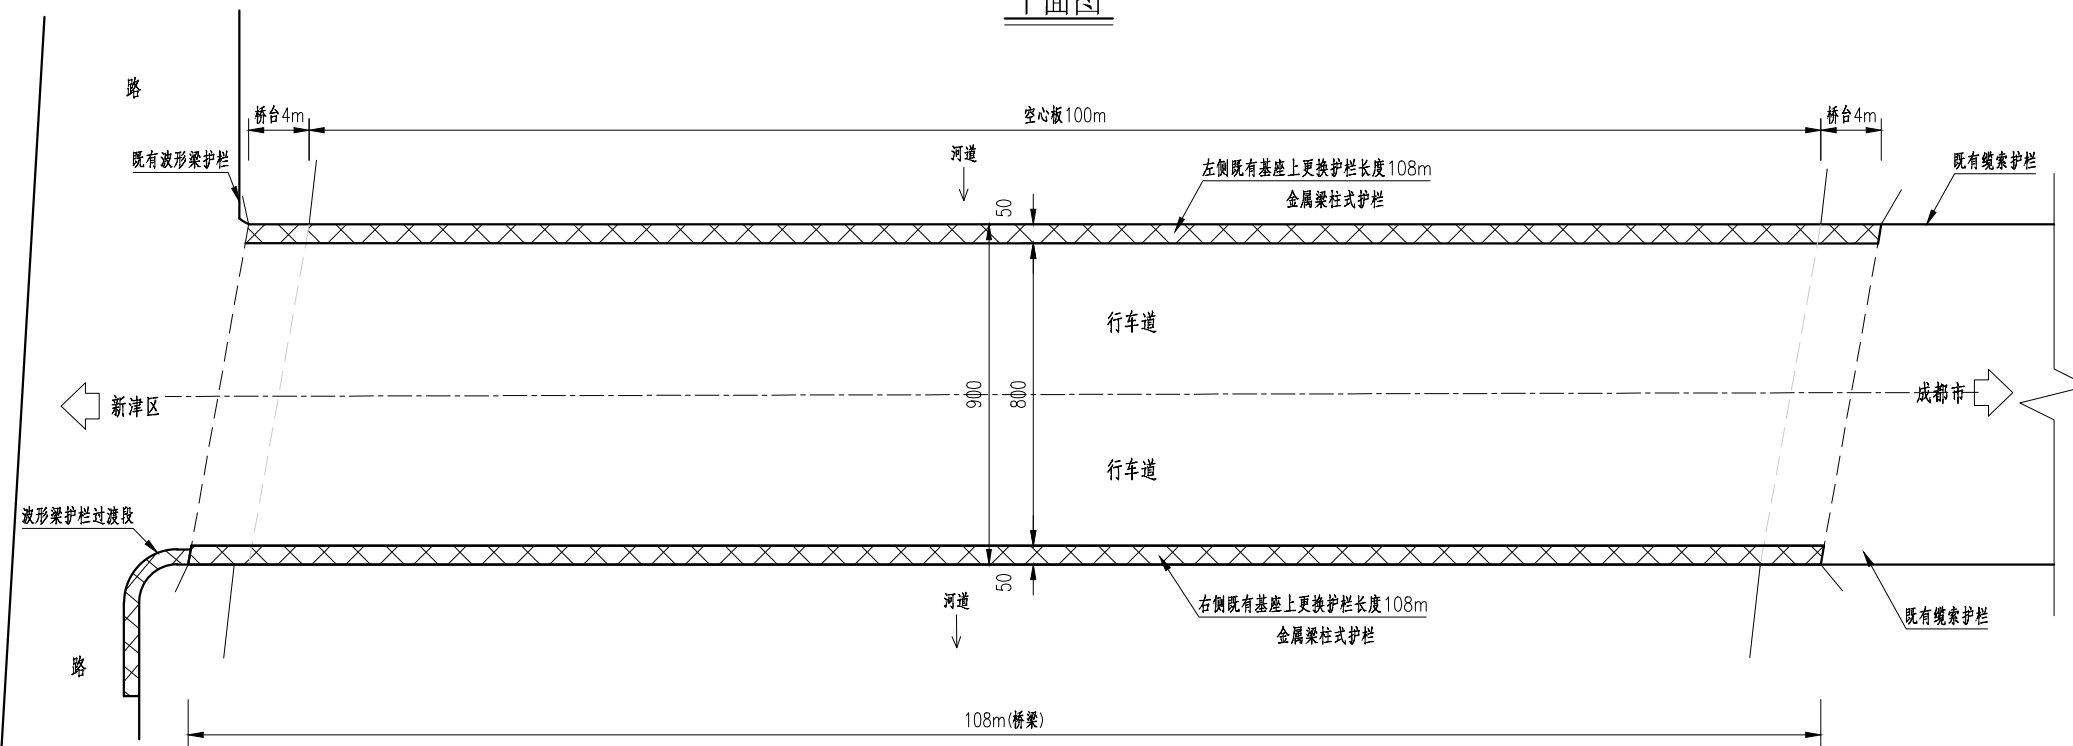 平面图
路
桥台4m
空心板100m
桥台4m
既有波形梁护栏
河道
左侧既有基座上更换护栏长度108m
金属梁柱式护栏
既有缆索护栏
50
行车道
900
800
新津区
成都市
行车道
波形梁护栏过渡段
50
河道
右侧既有基座上更换护栏长度108m
金属梁柱式护栏
既有缆索护栏
路
108m(桥梁)